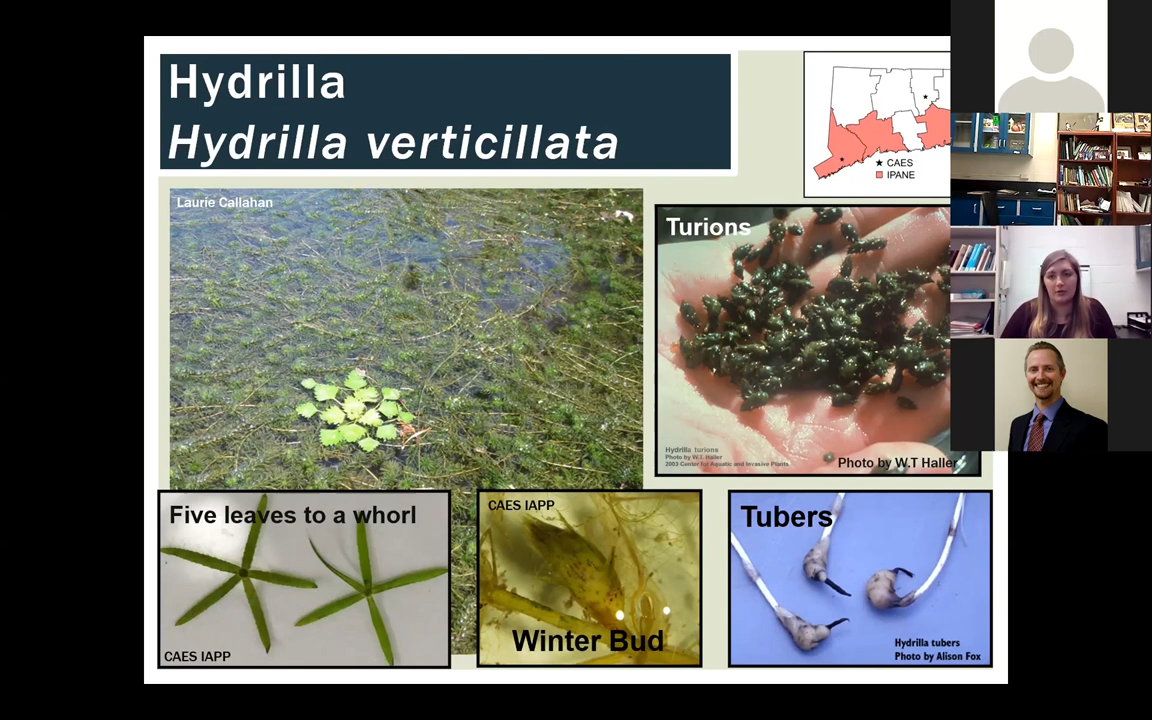 Hydrilla
Hydrilla verticillata
★ CAES
IPANE
Laurie Callahan
Turions
Hydrilla turions
Photo by W.T. Haller
2003 Center for Aquatic and Invasive Plants
Photo by W.T Haller
Five leaves to a whorl
CAES IAPP
CAES IAPP
Winter Bud
Tubers
Hydrilla tubers
Photo by Alison Fox